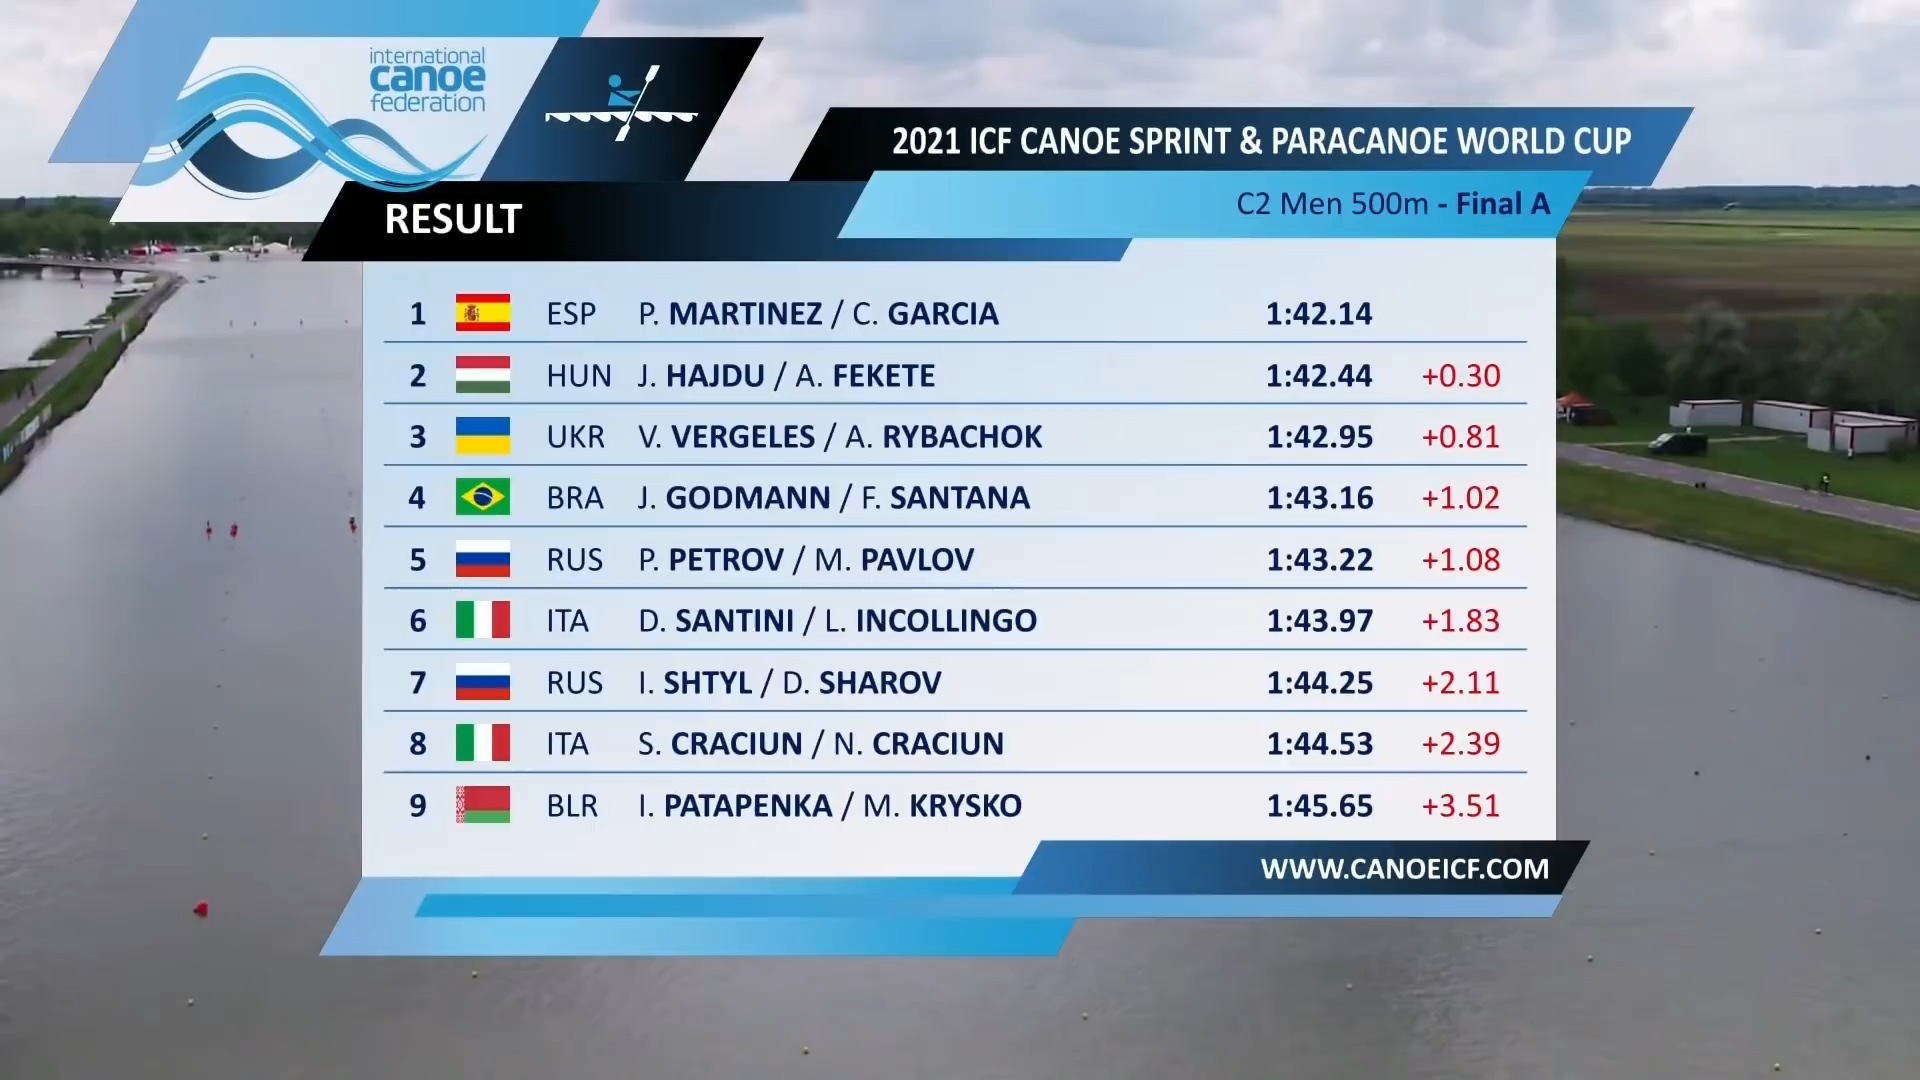 international
canoe
federation
2021 ICF CANOE SPRINT & PARACANOE WORLD CUP
C2 Men 500m - Final A
RESULT
1 ESP P. MARTINEZ / C. GARCIA 1:42.14
2 HUN J. HAJDU / A. FEKETE 1:42.44 +0.30
3 UKR V. VERGELES / A. RYBACHOK 1:42.95 +0.81
4 BRA J. GODMANN / F. SANTANA 1:43.16 +1.02
5 RUS P. PETROV / M. PAVLOV 1:43.22 +1.08
6 ITA D. SANTINI / L. INCOLLINGO 1:43.97 +1.83
7 RUS I. SHTYL / D. SHAROV 1:44.25 +2.11
8 ITA S. CRACIUN / N. CRACIUN 1:44.53 +2.39
9 BLR I. PATAPENKA / M. KRYSKO 1:45.65 +3.51
WWW.CANOEICF.COM